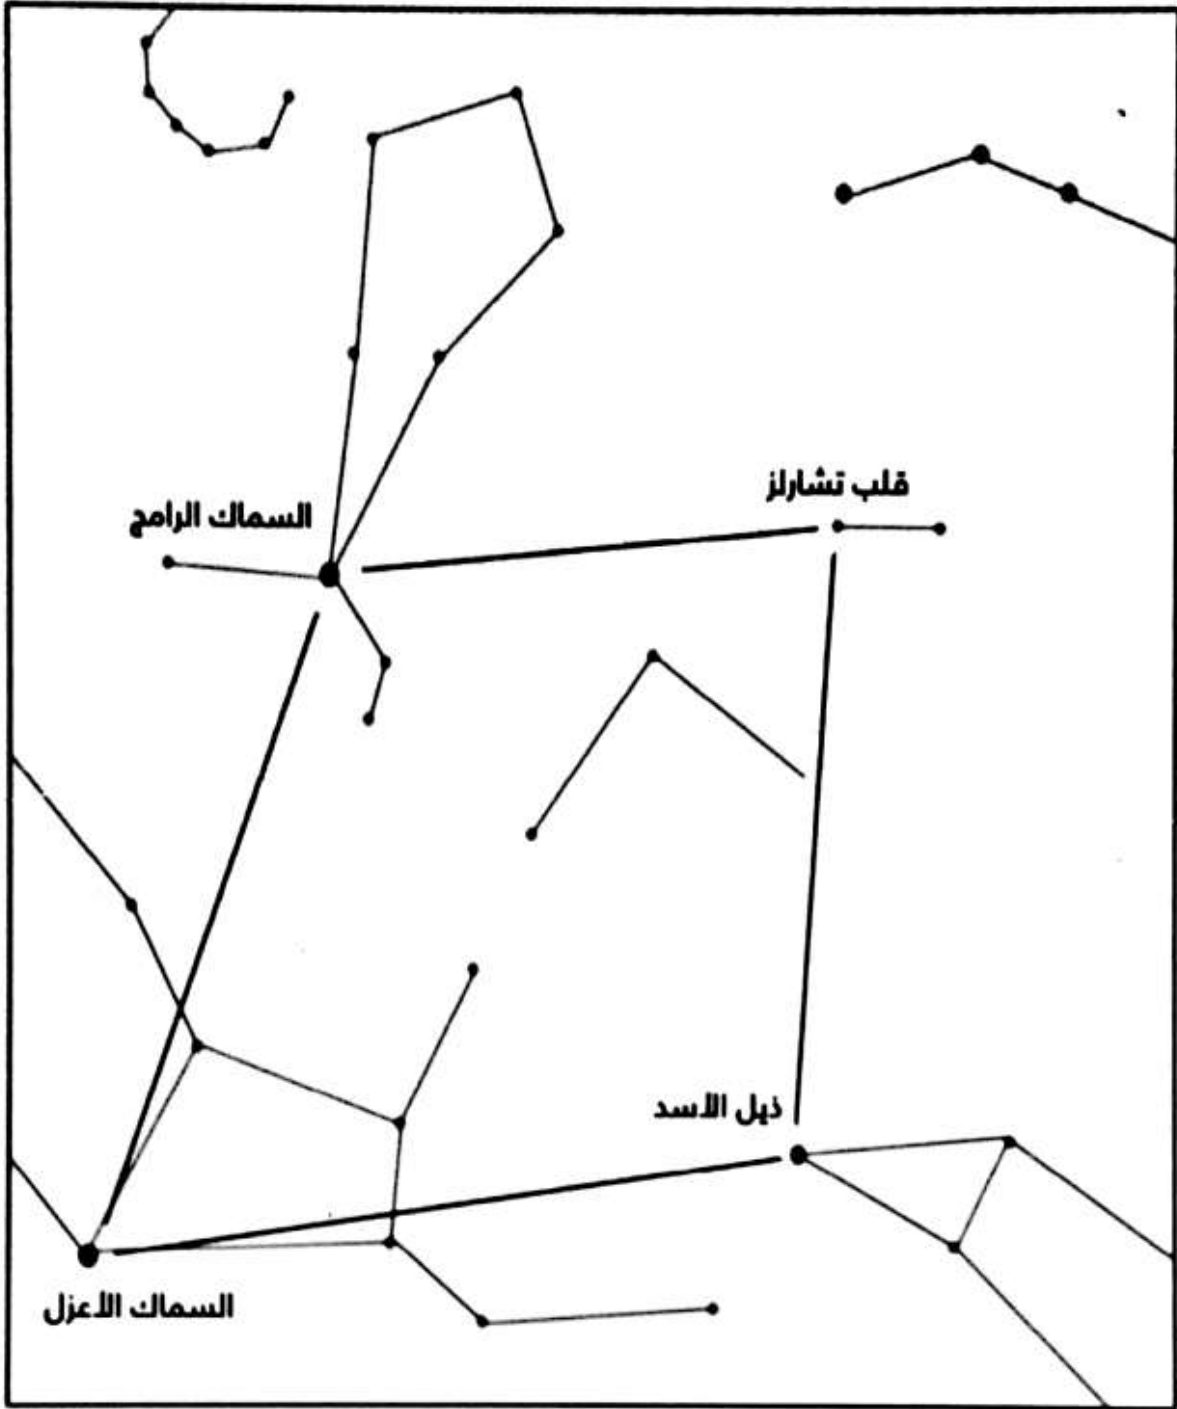 قلب تشارلز
السماك الرامح
ذيل الأسد
السماك الأعزل